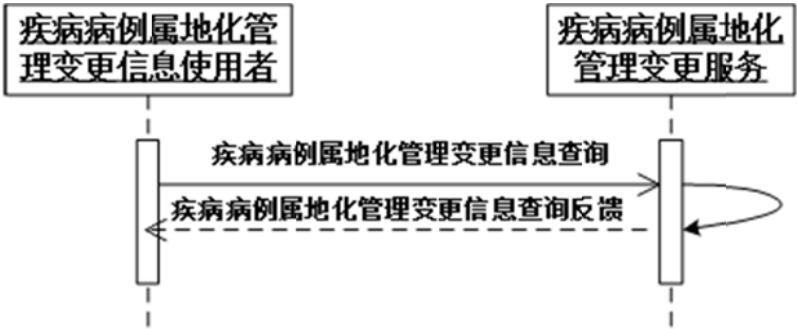 疾病病例属地化管
理变更信息使用者
疾病病例属地化
管理变更服务
疾病病例属地化管理变更信息查询
疾病病例属地化管理变更信息查询反馈